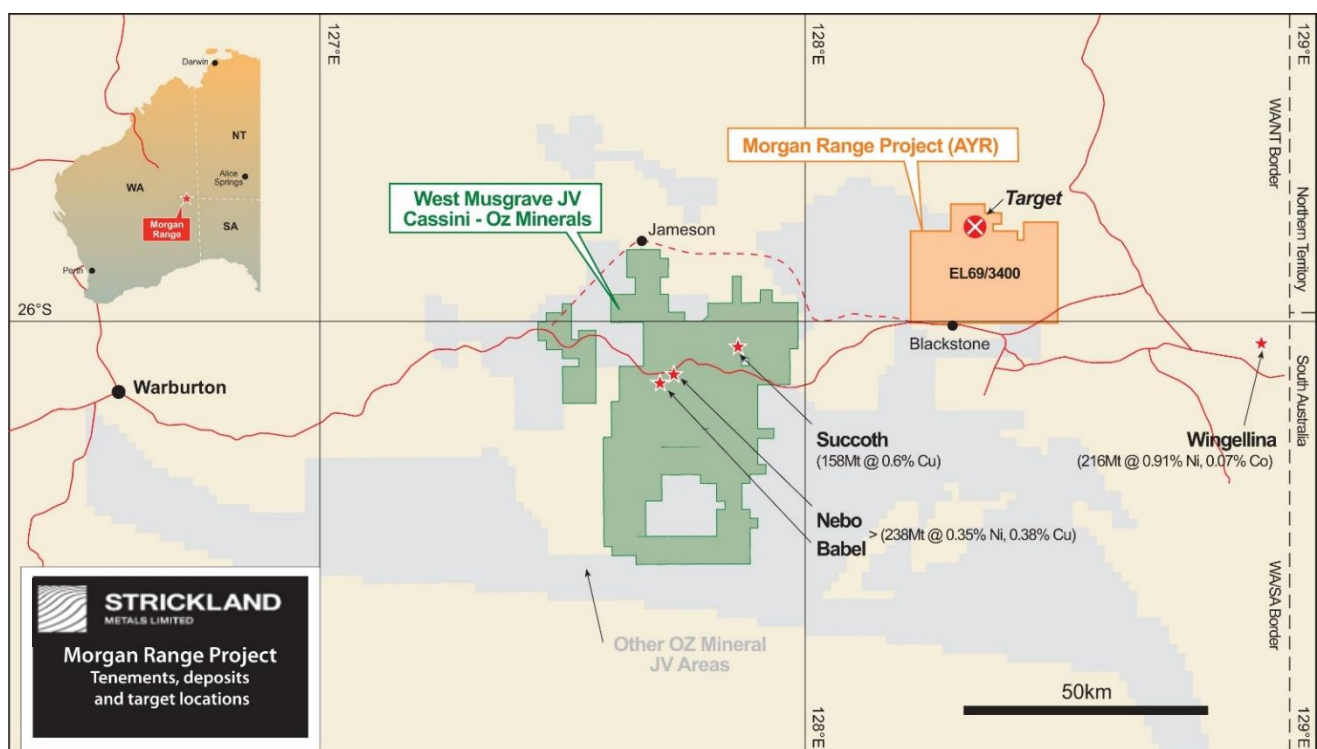 127°E
128°E
129°E
Darwin
NT
Alice
Springs
WA
SA
Morgan
Range
Perth
WA/NT Border
Northern Territory
Morgan Range Project (AYR)
Target
EL69/3400
West Musgrave JV
Cassini - Oz Minerals
Jameson
26°S
Blackstone
Warburton
South Australia
Succoth
(158Mt @ 0.6% Cu)
Wingellina
(216Mt @ 0.91% Ni, 0.07% Co)
Nebo
Babel
> (238Mt @ 0.35% Ni, 0.38% Cu)
WA/SA Border
Other OZ Mineral
JV Areas
STRICKLAND
METALS LIMITED
Morgan Range Project
Tenements, deposits
and target locations
50km
128°E
129°E